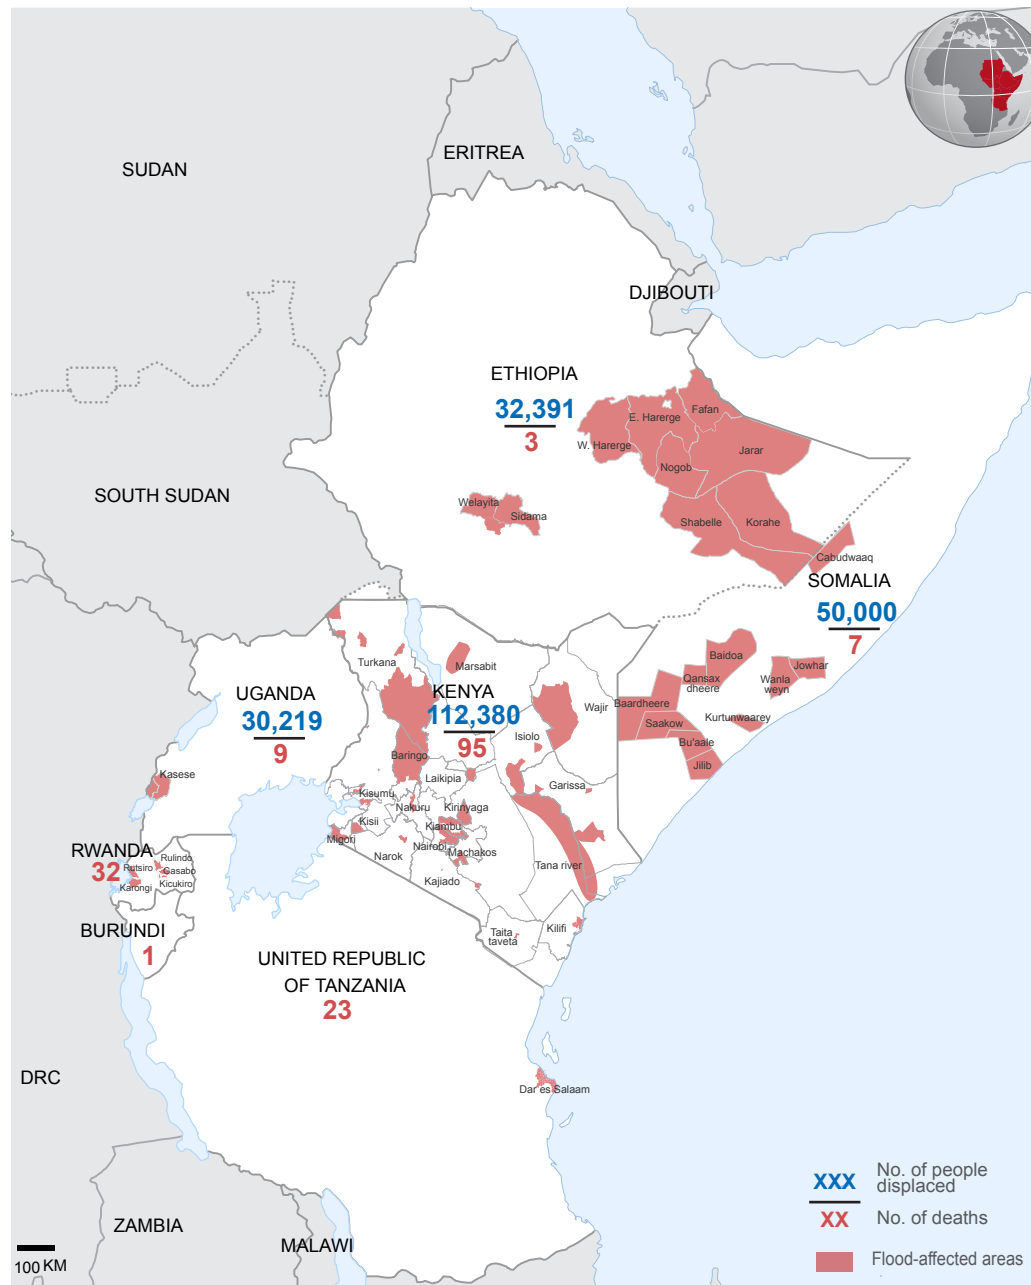 SUDAN
ERITREA
DJIBOUTI
ETHIOPIA
32,391
3
Fafan
E. Harerge
W. Harerge
Jarar
Nogob
SOUTH SUDAN
Welayita
Sidama
Shabelle
Korahe
Cabudwaaq
SOMALIA
50,000
7
Baidoa
Jowhar
Qansax
dheere
Wanla
weyn
Baardheere
Saakow
Kurtunwaarey
Bu'aale
Jilib
Turkana
Marsabit
UGANDA
30,219
9
KENYA
112,380
95
Wajir
Isiolo
Baringo
Kasese
Laikipia
Garissa
Kisumu
Nakuru
Kirinyaga
Kisii
Kiambu
Migori
Nairobi
Machakos
Narok
Tana river
Kajiado
RWANDA
32
Rulindo
Rutsiro
Gasabo
Karongi
Kicukiro
BURUNDI
1
Taita
taveta
Kilifi
UNITED REPUBLIC
OF TANZANIA
23
DRC
Dar es Salaam
ZAMBIA
MALAWI
100 KM
XXX
No. of people
displaced
XX
No. of deaths
Flood-affected areas